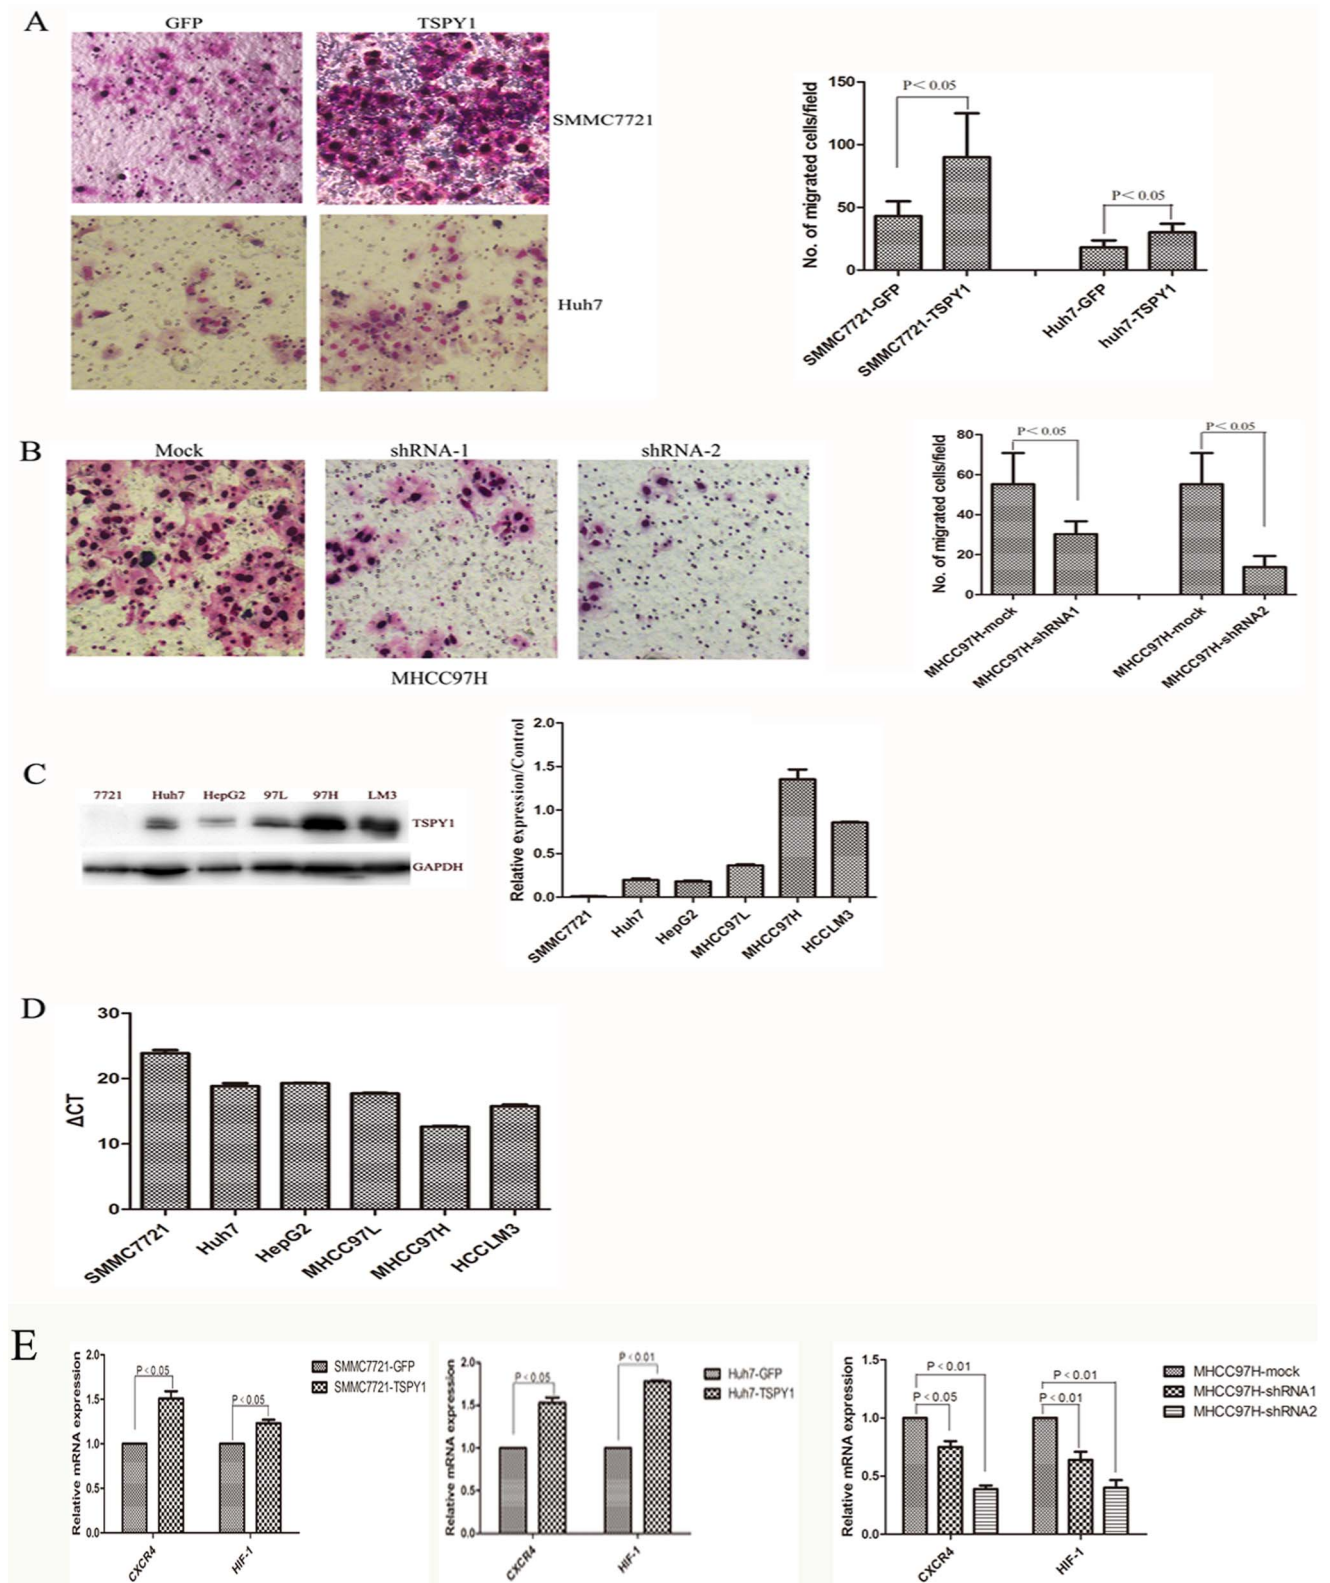 A
GFP
TSPY1
SMMC7721
Huh7
No. of migrated cells/field
150
100
50
0
P< 0.05
P< 0.05
SMMC7721-GFP
SMMC7721-TSPY1
Huh7-GFP
huh7-TSPY1
B
Mock
shRNA-1
shRNA-2
MHCC97H
No. of migrated cells/field
80
60
40
20
0
P< 0.05
P< 0.05
MHCC97H-mock
MHCC97H-shRNA1
MHCC97H-mock
MHCC97H-shRNA2
C
7721 Huh7 HepG2 97L 97H LM3
TSPY1
GAPDH
Relative expression/Control
2.0
1.5
1.0
0.5
0.0
SMMC7721
Huh7
HepG2
MHCC97L
MHCC97H
HCCLM3
D
ΔCT
30
20
10
0
SMMC7721
Huh7
HepG2
MHCC97L
MHCC97H
HCCLM3
E
Relative mRNA expression
2.0
1.5
1.0
0.5
0.0
P < 0.05
P < 0.05
CXCR4
HIF-1
SMMC7721-GFP
SMMC7721-TSPY1
Relative mRNA expression
2.0
1.5
1.0
0.5
0.0
P < 0.05
P < 0.01
CXCR4
HIF-1
Huh7-GFP
Huh7-TSPY1
Relative mRNA expression
1.5
1.0
0.5
0.0
P < 0.01
P < 0.05
P < 0.01
P < 0.01
CXCR4
HIF-1
MHCC97H-mock
MHCC97H-shRNA1
MHCC97H-shRNA2